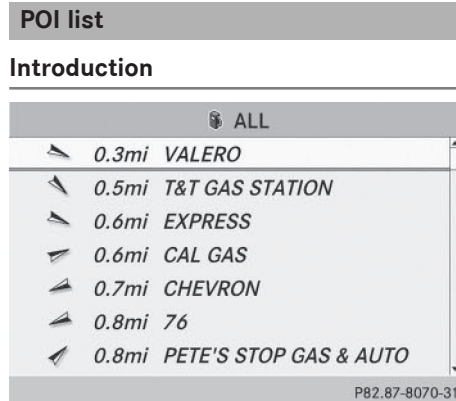 POI list
Introduction
ALL
0.3mi VALERO
0.5mi T&T GAS STATION
0.6mi EXPRESS
0.6mi CAL GAS
0.7mi CHEVRON
0.8mi 76
0.8mi PETE'S STOP GAS & AUTO
P82.87-8070-31